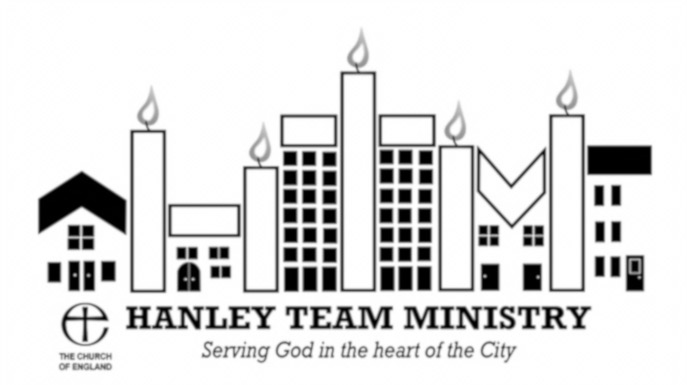 HANLEY TEAM MINISTRY
Serving God in the heart of the City
THE CHURCH
OF ENGLAND